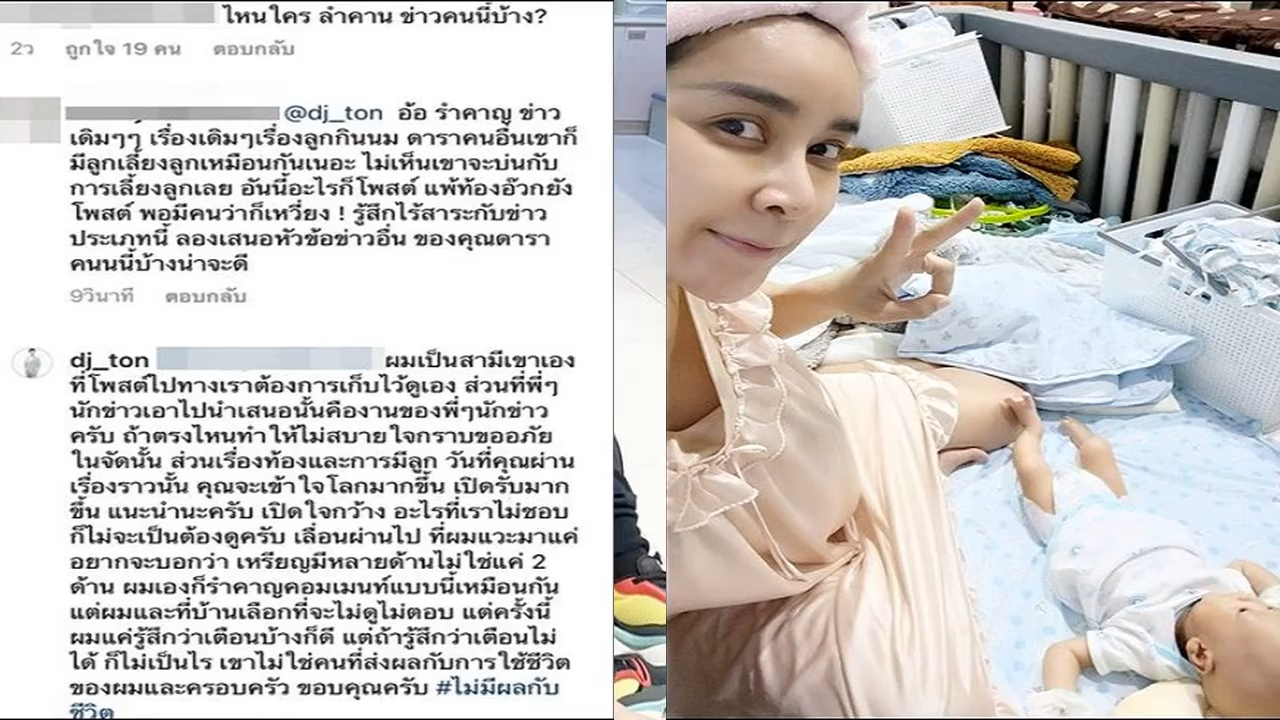 ไหนใคร ลำคาน ข่าวคนนี้บ้าง?
2ว ถูกใจ 19 คน ตอบกลับ
@dj_ton อ้อ รำคาญ ข่าว
เดิมๆๆ เรื่องเดิมๆเรื่องลูกกินนม ดาราคนอื่นเขาก็
มีลูกเลี้ยงลูกเหมือนกันเนอะ ไม่เห็นเขาจะบ่นกับ
การเลี้ยงลูกเลย อันนี้อะไรก็โพสต์ แพ้ท้องอ๊วกยัง
โพสต์ พอมีคนว่าก็เหวี่ยง ! รู้สึกไร้สาระกับข่าว
ประเภทนี้ ลองเสนอหัวข้อข่าวอื่น ของคุณดารา
คนนนี้บ้างน่าจะดี
9วินาที ตอบกลับ
dj_ton ผมเป็นสามีเขาเอง
ที่โพสต์ไปทางเราต้องการเก็บไว้ดูเอง ส่วนที่พี่ๆ
นักข่าวเอาไปนำเสนอนั้นคืองานของพี่ๆนักข่าว
ครับ ถ้าตรงไหนทำให้ไม่สบายใจกราบขออภัย
ในจัดนั้น ส่วนเรื่องท้องและการมีลูก วันที่คุณผ่าน
เรื่องราวนั้น คุณจะเข้าใจโลกมากขึ้น เปิดรับมาก
ขึ้น แนะนำนะครับ เปิดใจกว้าง อะไรที่เราไม่ชอบ
ก็ไม่จะเป็นต้องดูครับ เลื่อนผ่านไป ที่ผมแวะมาแค่
อยากจะบอกว่า เหรียญมีหลายด้านไม่ใช่แค่ 2
ด้าน ผมเองก็รำคาญคอมเมนท์แบบนี้เหมือนกัน
แต่ผมและที่บ้านเลือกที่จะไม่ดูไม่ตอบ แต่ครั้งนี้
ผมแค่รู้สึกว่าเตือนบ้างก็ดี แต่ถ้ารู้สึกว่าเตือนไม่
ได้ ก็ไม่เป็นไร เขาไม่ใช่คนที่ส่งผลกับการใช้ชีวิต
ของผมและครอบครัว ขอบคุณครับ #ไม่มีผลกับ
ชีวิต